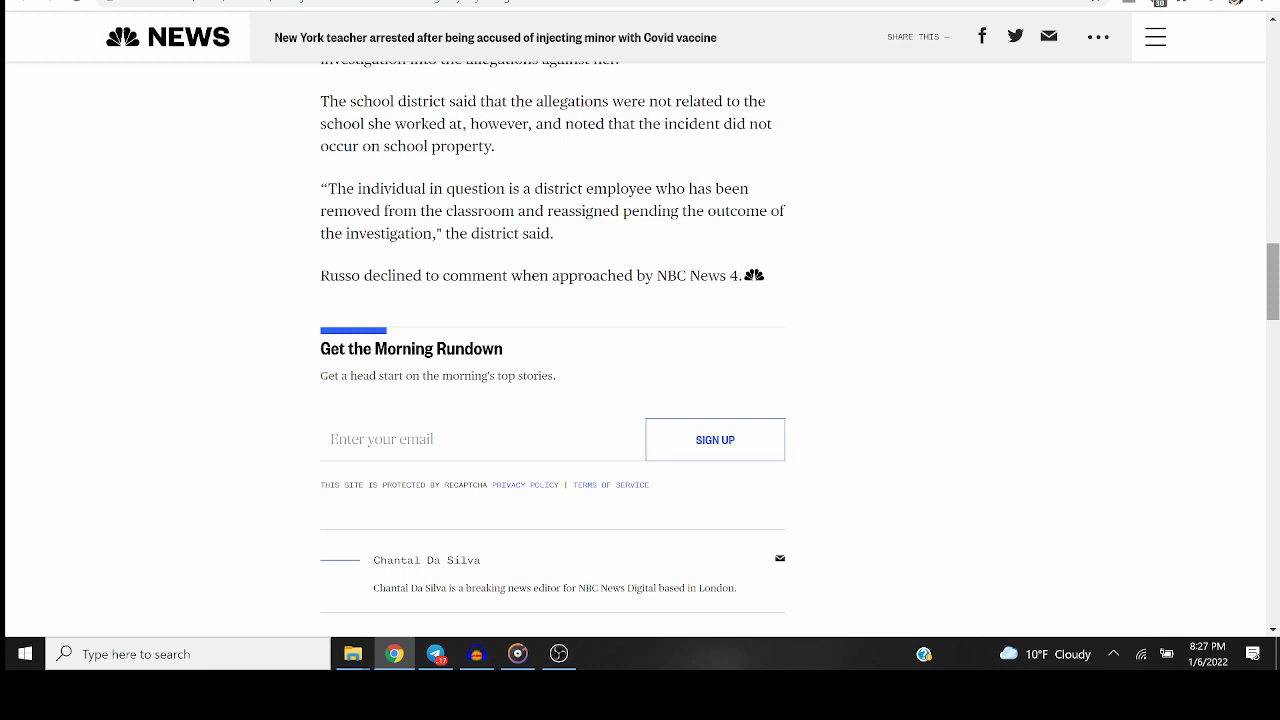 NEWS
New York teacher arrested after being accused of injecting minor with Covid vaccine
SHARE THIS —
investigation into the allegations against her.
The school district said that the allegations were not related to the
school she worked at, however, and noted that the incident did not
occur on school property.
“The individual in question is a district employee who has been
removed from the classroom and reassigned pending the outcome of
the investigation," the district said.
Russo declined to comment when approached by NBC News 4.
Get the Morning Rundown
Get a head start on the morning's top stories.
Enter your email
SIGN UP
THIS SITE IS PROTECTED BY RECAPTCHA PRIVACY POLICY | TERMS OF SERVICE
Chantal Da Silva
Chantal Da Silva is a breaking news editor for NBC News Digital based in London.
Type here to search
10°F Cloudy
8:27 PM
1/6/2022